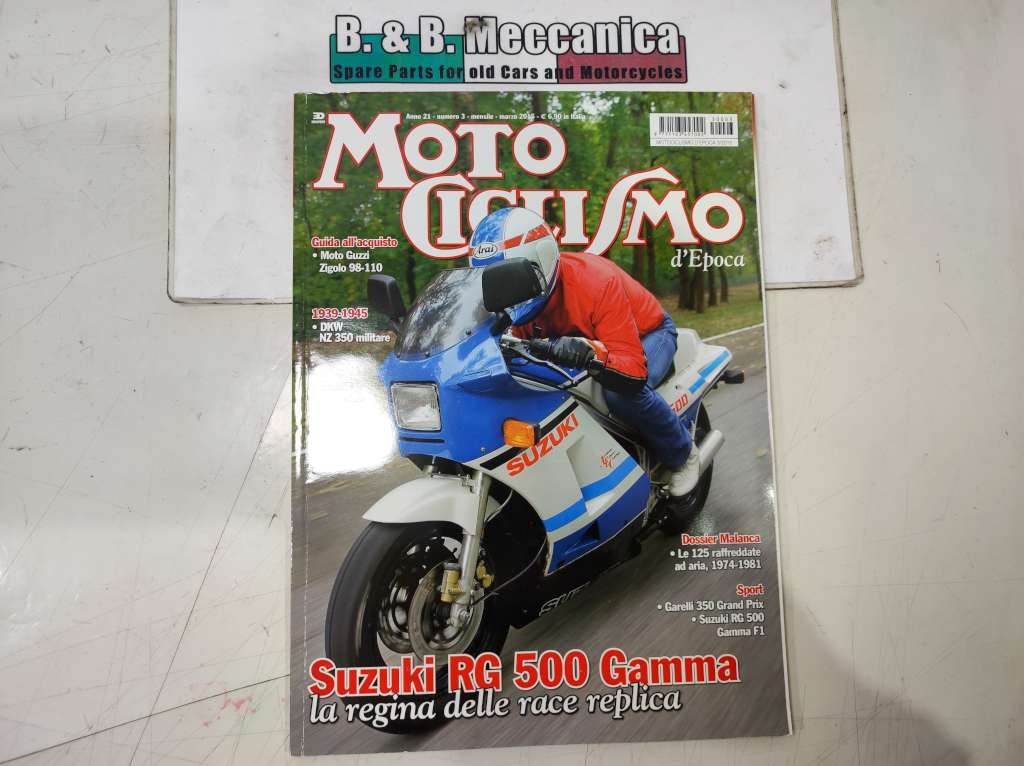 B. & B. Meccanica
Spare Parts for old Cars and Motorcycles
Anno 21 - numero 3 - mensile - marzo 2015 - € 6,90 in Italia
MOTO
CICLISMO
d'Epoca
Guida all'acquisto
• Moto Guzzi
Zigolo 98-110
1939-1945
• DKW
NZ 350 militare
Arai
SUZUKI
500
SUZU
Dossier Malanca
• Le 125 raffreddate
ad aria, 1974-1981
Sport
• Garelli 350 Grand Prix
• Suzuki RG 500
Gamma F1
Suzuki RG 500 Gamma
la regina delle race replica